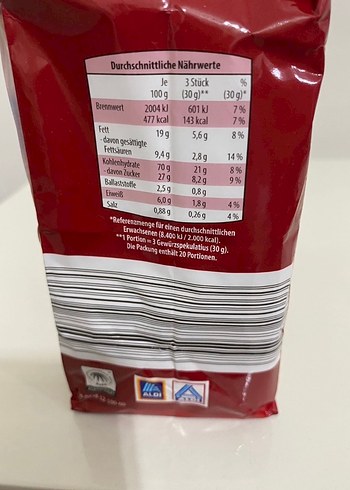 Durchschnittliche Nährwerte
Je 3 Stück %
100 g (30 g)** (30 g)*
Brennwert 2004 kJ 601 kJ 7 %
477 kcal 143 kcal 7 %
Fett 19 g 5,6 g 8 %
- davon gesättigte
Fettsäuren 9,4 g 2,8 g 14 %
Kohlenhydrate 70 g 21 g 8 %
- davon Zucker 27 g 8,2 g 9 %
Ballaststoffe 2,5 g 0,8 g
Eiweiß 6,0 g 1,8 g 4 %
Salz 0,88 g 0,26 g 4 %
*Referenzmenge für einen durchschnittlichen
Erwachsenen (8.400 kJ / 2.000 kcal).
**1 Portion = 3 Gewürzspekulatius (30 g).
Die Packung enthält 20 Portionen.
ALDI